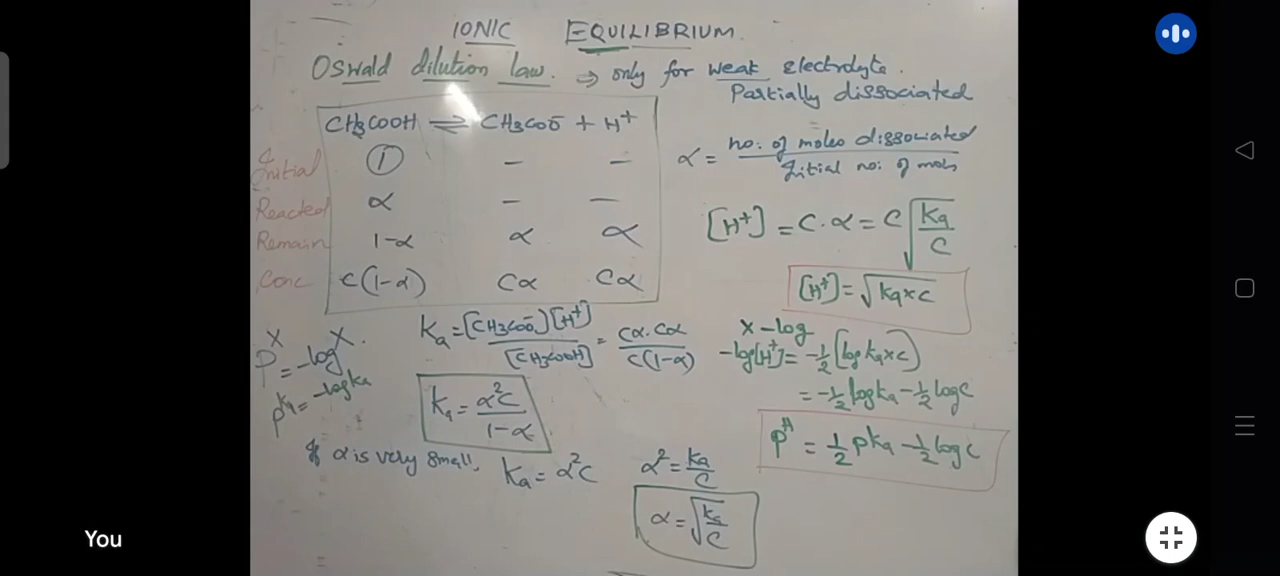 IONIC EQUILIBRIUM.
Oswald dilution law. ⇒ only for weak Electrolyte.
Partially dissociated
CH3COOH ⇌ CH3COO⁻ + H⁺
Initial 1 – –
Reacted α – –
Remain 1-α α α
Conc C(1-α) Cα Cα
α = no: of moles dissociated / Initial no: of mols
[H⁺] = C.α = C√(Ka/C)
[H⁺] = √(Ka×C)
Ka = [CH3COO⁻][H⁺] / [CH3COOH] = Cα.Cα / C(1-α)
Ka = α²C / 1-α
pX = -log X.
pKa = -log Ka
If α is very small, Ka = α²C
α² = Ka/C
α = √(Ka/C)
X -log
-log[H⁺] = -½(log Ka×C)
= -½ log Ka - ½ log C
pH = ½ pKa - ½ log C
You